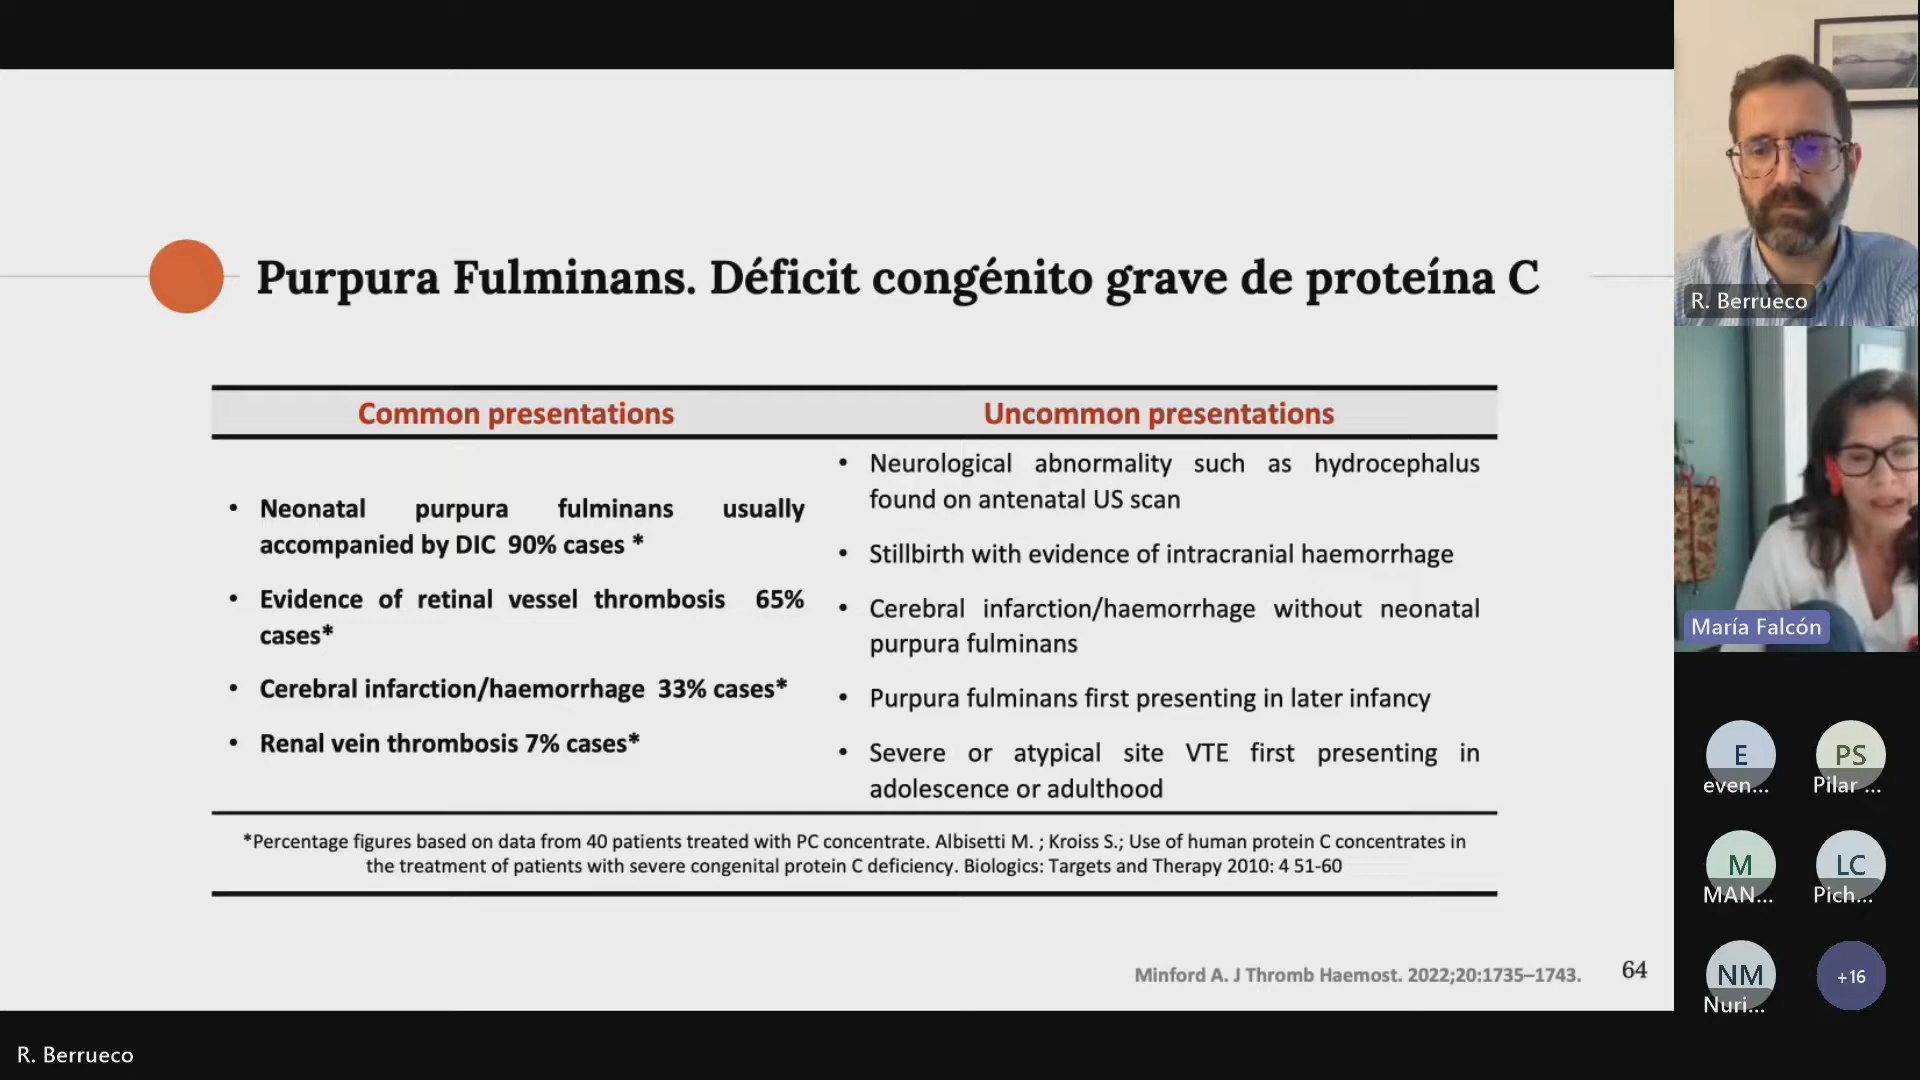 Purpura Fulminans. Déficit congénito grave de proteína C
Common presentations
Uncommon presentations
• Neonatal purpura fulminans usually
accompanied by DIC 90% cases *
• Evidence of retinal vessel thrombosis 65%
cases*
• Cerebral infarction/haemorrhage 33% cases*
• Renal vein thrombosis 7% cases*
• Neurological abnormality such as hydrocephalus
found on antenatal US scan
• Stillbirth with evidence of intracranial haemorrhage
• Cerebral infarction/haemorrhage without neonatal
purpura fulminans
• Purpura fulminans first presenting in later infancy
• Severe or atypical site VTE first presenting in
adolescence or adulthood
*Percentage figures based on data from 40 patients treated with PC concentrate. Albisetti M. ; Kroiss S.; Use of human protein C concentrates in
the treatment of patients with severe congenital protein C deficiency. Biologics: Targets and Therapy 2010: 4 51-60
Minford A. J Thromb Haemost. 2022;20:1735–1743.
64
R. Berrueco
María Falcón
E
even...
PS
Pilar ...
M
MAN...
LC
Pich...
NM
Nuri...
+16
R. Berrueco